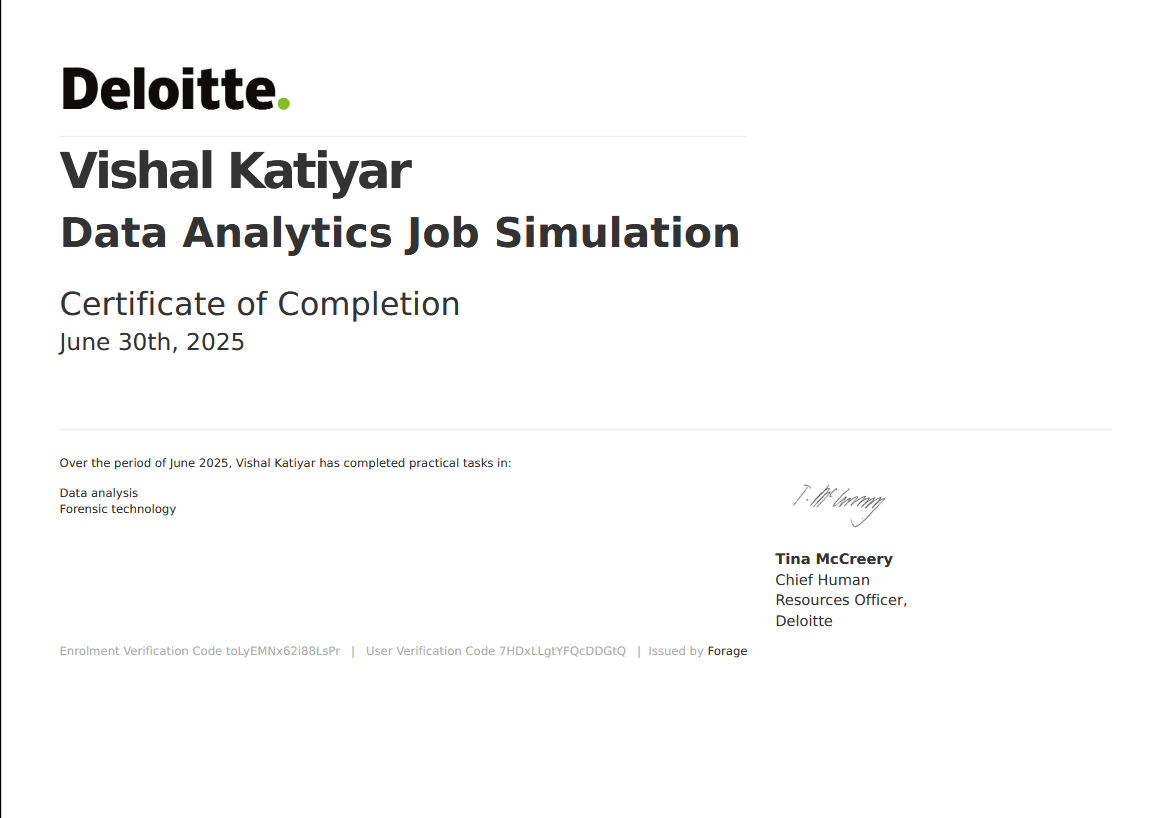 Deloitte.
Vishal Katiyar
Data Analytics Job Simulation
Certificate of Completion
June 30th, 2025
Over the period of June 2025, Vishal Katiyar has completed practical tasks in:
Data analysis
Forensic technology
T. McCreery
Tina McCreery
Chief Human
Resources Officer,
Deloitte
Enrolment Verification Code toLyEMNx62i88LsPr | User Verification Code 7HDxLLgtYFQcDDGtQ | Issued by Forage